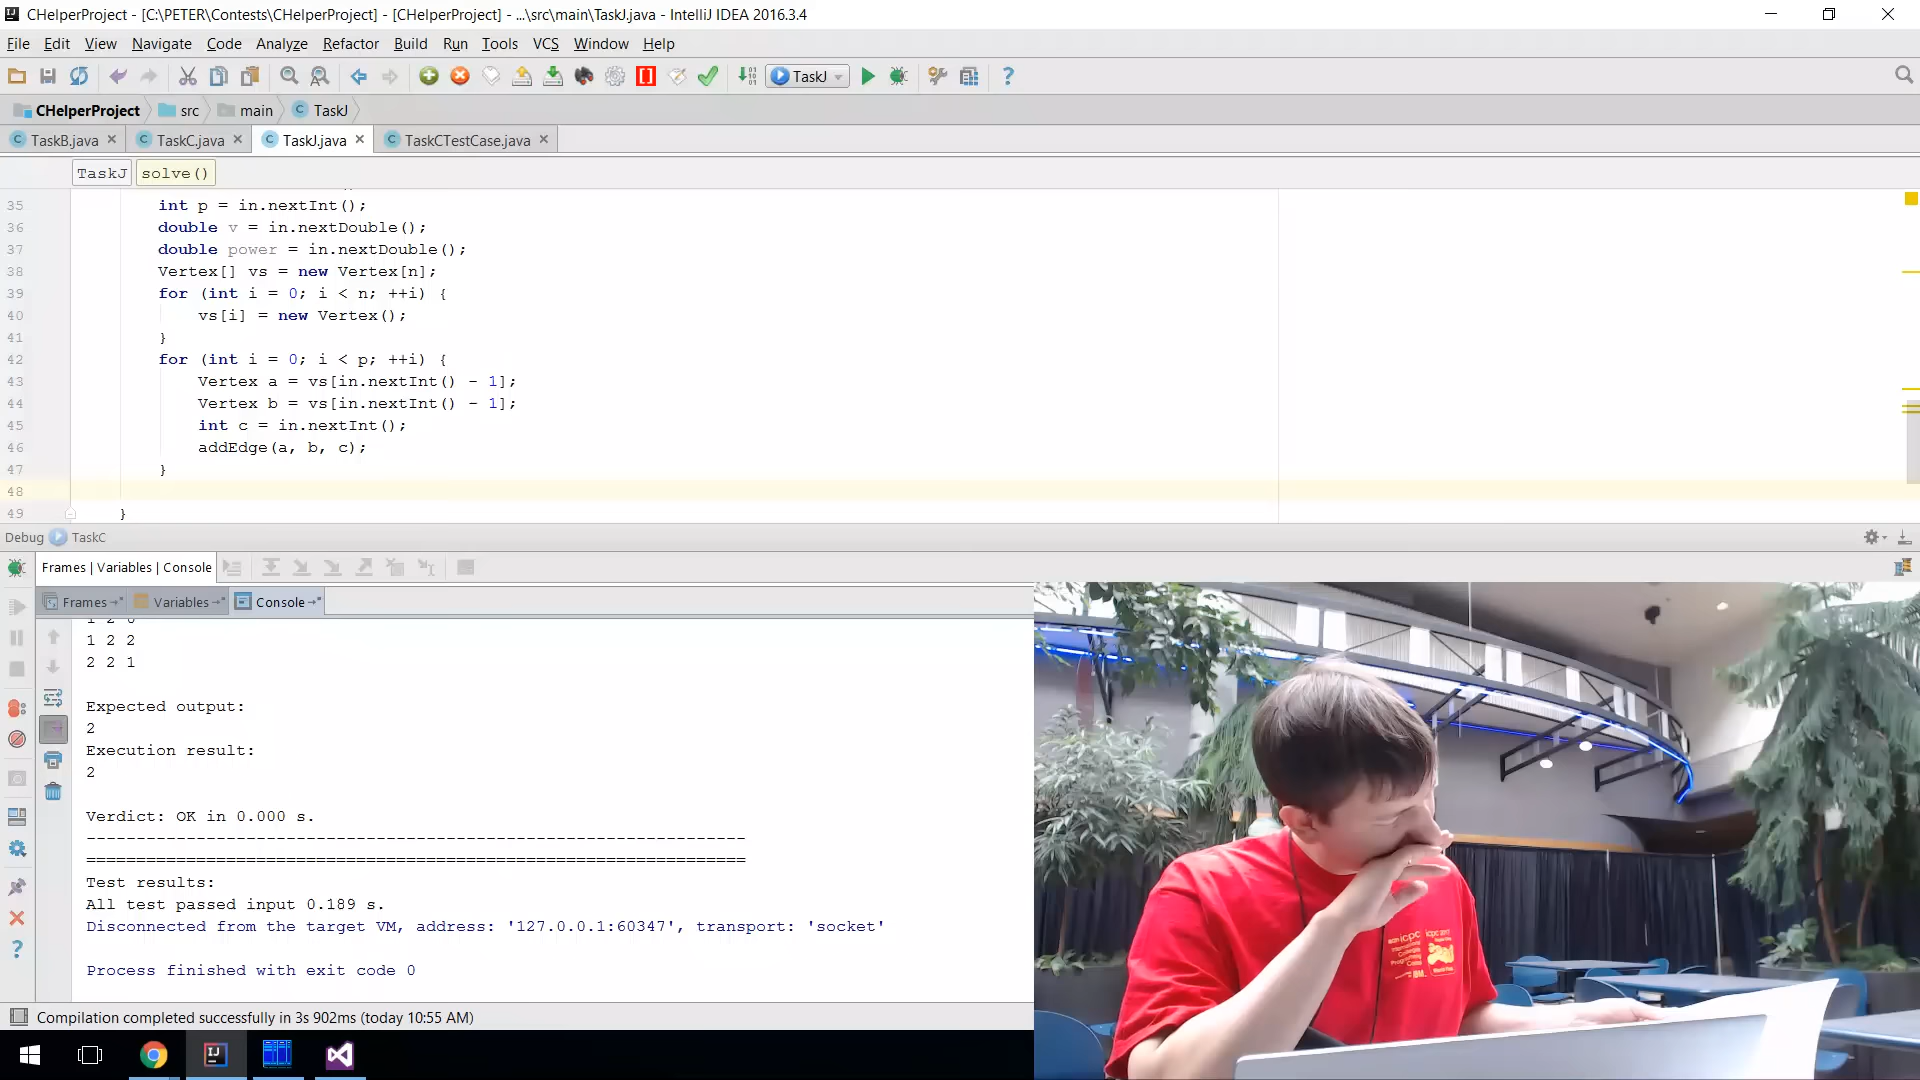 CHelperProject - [C:\PETER\Contests\CHelperProject] - [CHelperProject] - ...\src\main\TaskJ.java - IntelliJ IDEA 2016.3.4
File Edit View Navigate Code Analyze Refactor Build Run Tools VCS Window Help
TaskJ
CHelperProject src main TaskJ
TaskB.java TaskC.java TaskJ.java TaskCTestCase.java
TaskJ solve()
35 int p = in.nextInt();
36 double v = in.nextDouble();
37 double power = in.nextDouble();
38 Vertex[] vs = new Vertex[n];
39 for (int i = 0; i < n; ++i) {
40 vs[i] = new Vertex();
41 }
42 for (int i = 0; i < p; ++i) {
43 Vertex a = vs[in.nextInt() - 1];
44 Vertex b = vs[in.nextInt() - 1];
45 int c = in.nextInt();
46 addEdge(a, b, c);
47 }
48
49 }
Debug TaskC
Frames | Variables | Console
Frames Variables Console
1 2 2
2 2 1
Expected output:
2
Execution result:
2
Verdict: OK in 0.000 s.
------------------------------------------------------------------
==================================================================
Test results:
All test passed input 0.189 s.
Disconnected from the target VM, address: '127.0.0.1:60347', transport: 'socket'
Process finished with exit code 0
Compilation completed successfully in 3s 902ms (today 10:55 AM)